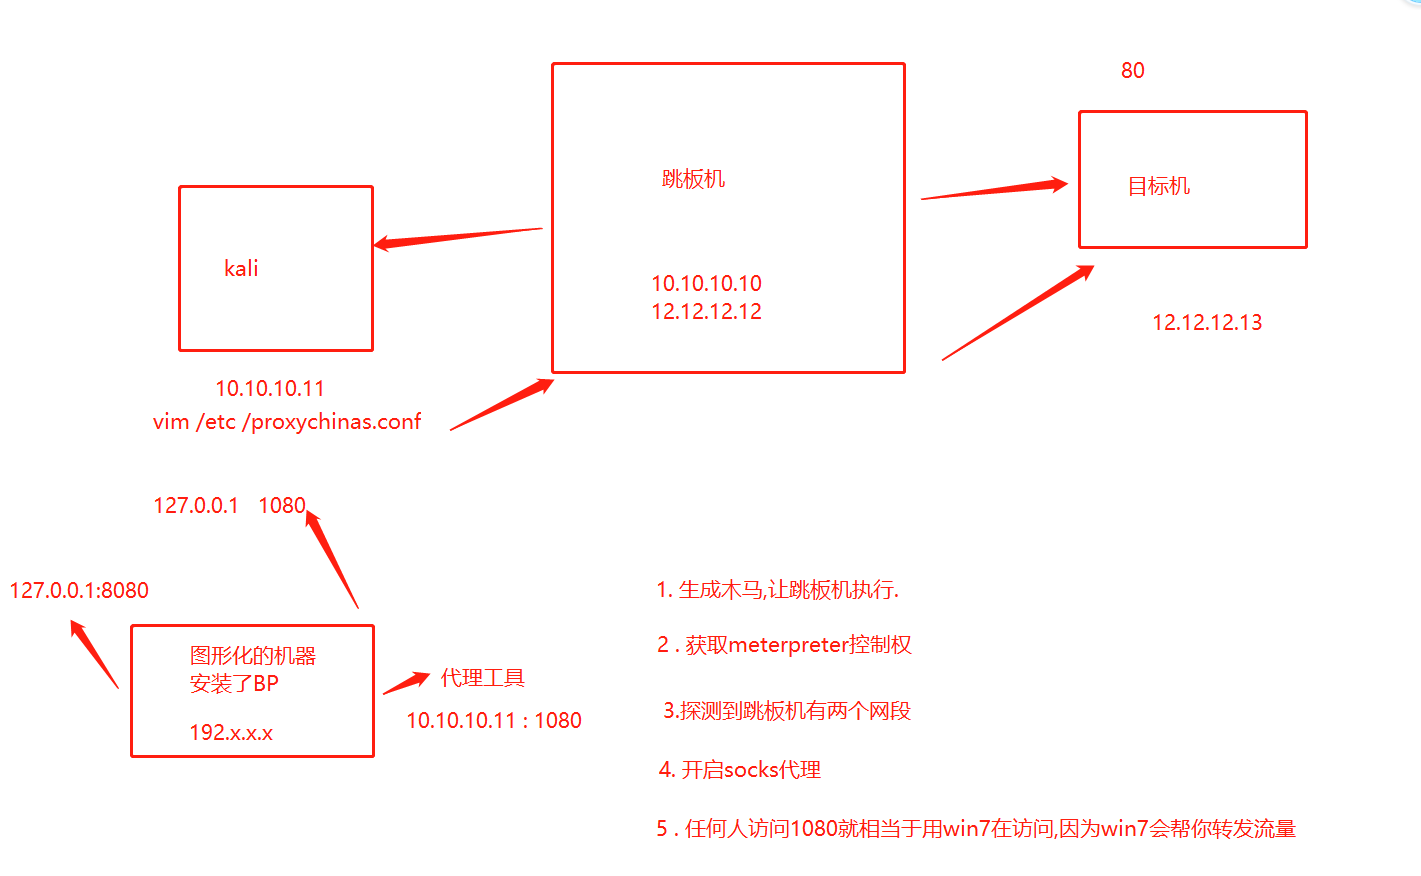 80
跳板机
目标机
kali
10.10.10.10
12.12.12.12
12.12.12.13
10.10.10.11
vim /etc /proxychinas.conf
127.0.0.1 1080
127.0.0.1:8080
图形化的机器
安装了BP
192.x.x.x
代理工具
10.10.10.11 : 1080
1. 生成木马,让跳板机执行.
2 . 获取meterpreter控制权
3.探测到跳板机有两个网段
4. 开启socks代理
5 . 任何人访问1080就相当于用win7在访问,因为win7会帮你转发流量